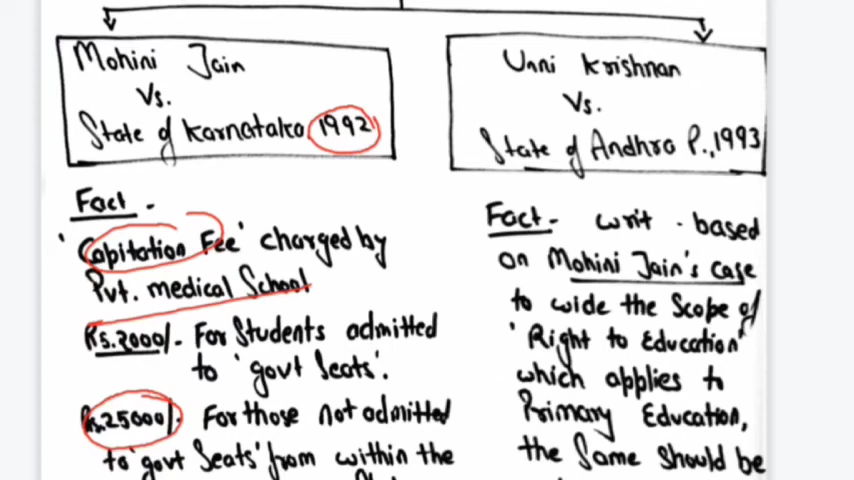 Mohini Jain
Vs.
State of Karnataka 1992
Fact -
'Capitation Fee' charged by
Pvt. medical School
Rs.2000/- For Students admitted
to 'govt Seats'.
Rs.25000/- For those not admitted
to 'govt Seats' from within the
Unni Krishnan
Vs.
State of Andhra P., 1993
Fact - writ - based
on Mohini Jain's case
to wide the Scope of
'Right to Education'
which applies to
Primary Education,
the Same should be